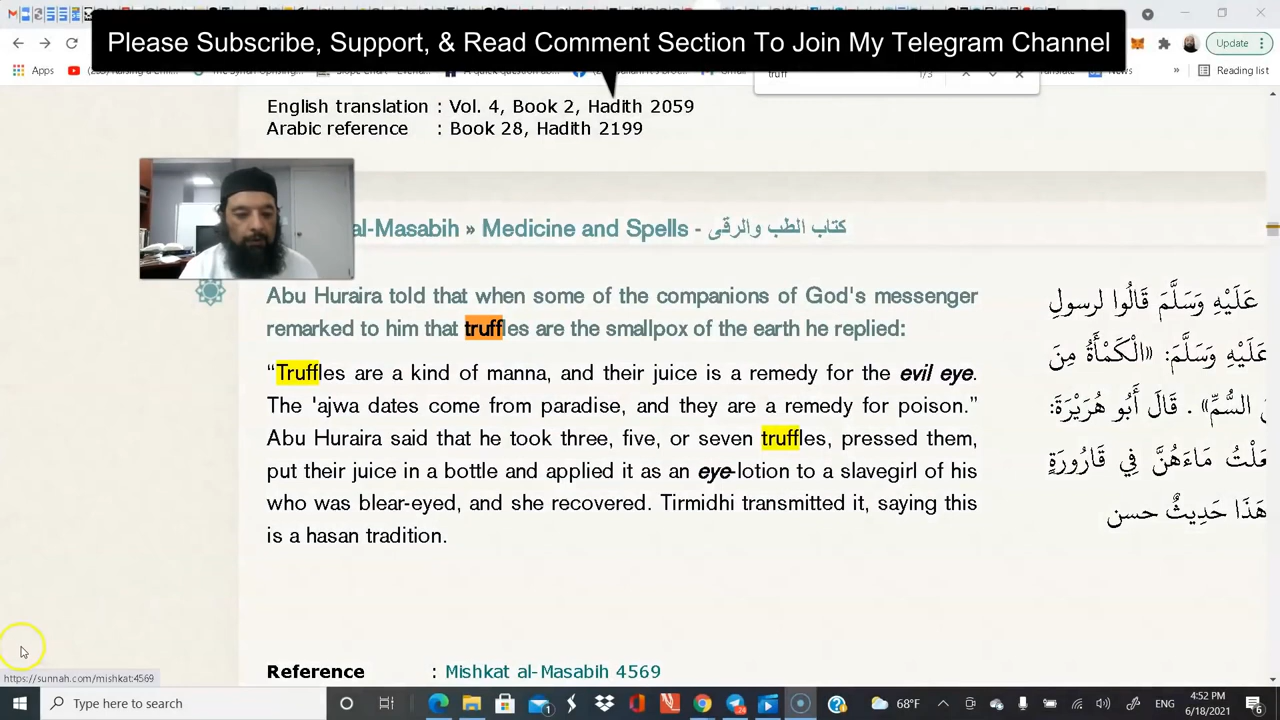 Please Subscribe, Support, & Read Comment Section To Join My Telegram Channel
Update
Apps
Reading list
truff
1/3
English translation : Vol. 4, Book 2, Hadith 2059
Arabic reference : Book 28, Hadith 2199
al-Masabih » Medicine and Spells - كتاب الطب والرقى
Abu Huraira told that when some of the companions of God's messenger
remarked to him that truffles are the smallpox of the earth he replied:
“Truffles are a kind of manna, and their juice is a remedy for the evil eye.
The 'ajwa dates come from paradise, and they are a remedy for poison.”
Abu Huraira said that he took three, five, or seven truffles, pressed them,
put their juice in a bottle and applied it as an eye-lotion to a slavegirl of his
who was blear-eyed, and she recovered. Tirmidhi transmitted it, saying this
is a hasan tradition.
عَلَيْهِ وَسَلَّمَ قَالُوا لرسولِ
عَلَيْهِ وَسَلَّمَ: «الْكَمْأَةُ مِنَ
السُّمِّ» . قَالَ أَبُو هُرَيْرَةَ:
مَاءَهُنَّ فِي قَارُورَةٍ
هَذَا حَدِيثٌ حسن
Reference : Mishkat al-Masabih 4569
https://sunnah.com/mishkat:4569
Type here to search
68°F
ENG
4:52 PM
6/18/2021